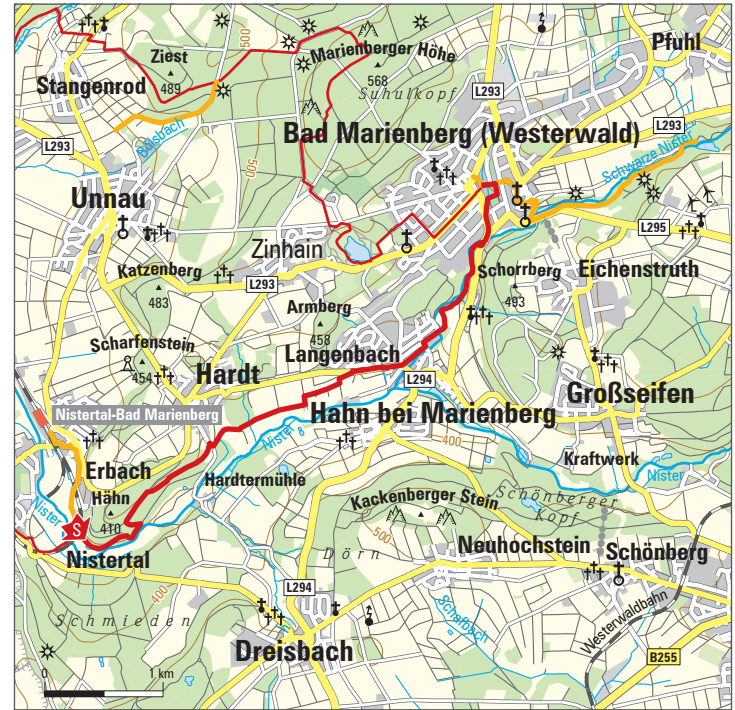 Ziest
489
500
Marienberger Höhe
568
Suhulkopf
Pfuhl
Stangenrod
L293
Bölsbach
Bad Marienberg (Westerwald)
L293
L293
500
Schwarze Nister
Unnau
L295
Zinhain
Katzenberg
483
L293
Schorrberg
493
Eichenstruth
Armberg
458
Scharfenstein
454
Langenbach
Hardt
L294
Großseifen
Nistertal-Bad Marienberg
Hahn bei Marienberg
Nister
400
Erbach
Kraftwerk
Hähn
410
Hardtermühle
Nister
Nister
Kackenberger Stein
Schönberger
Kopf
500
S
Dörn
Nistertal
Neuhochstein
Schönberg
400
L294
Schmieden
Schafbach
Westerwaldbahn
Dreisbach
B255
0
1 km